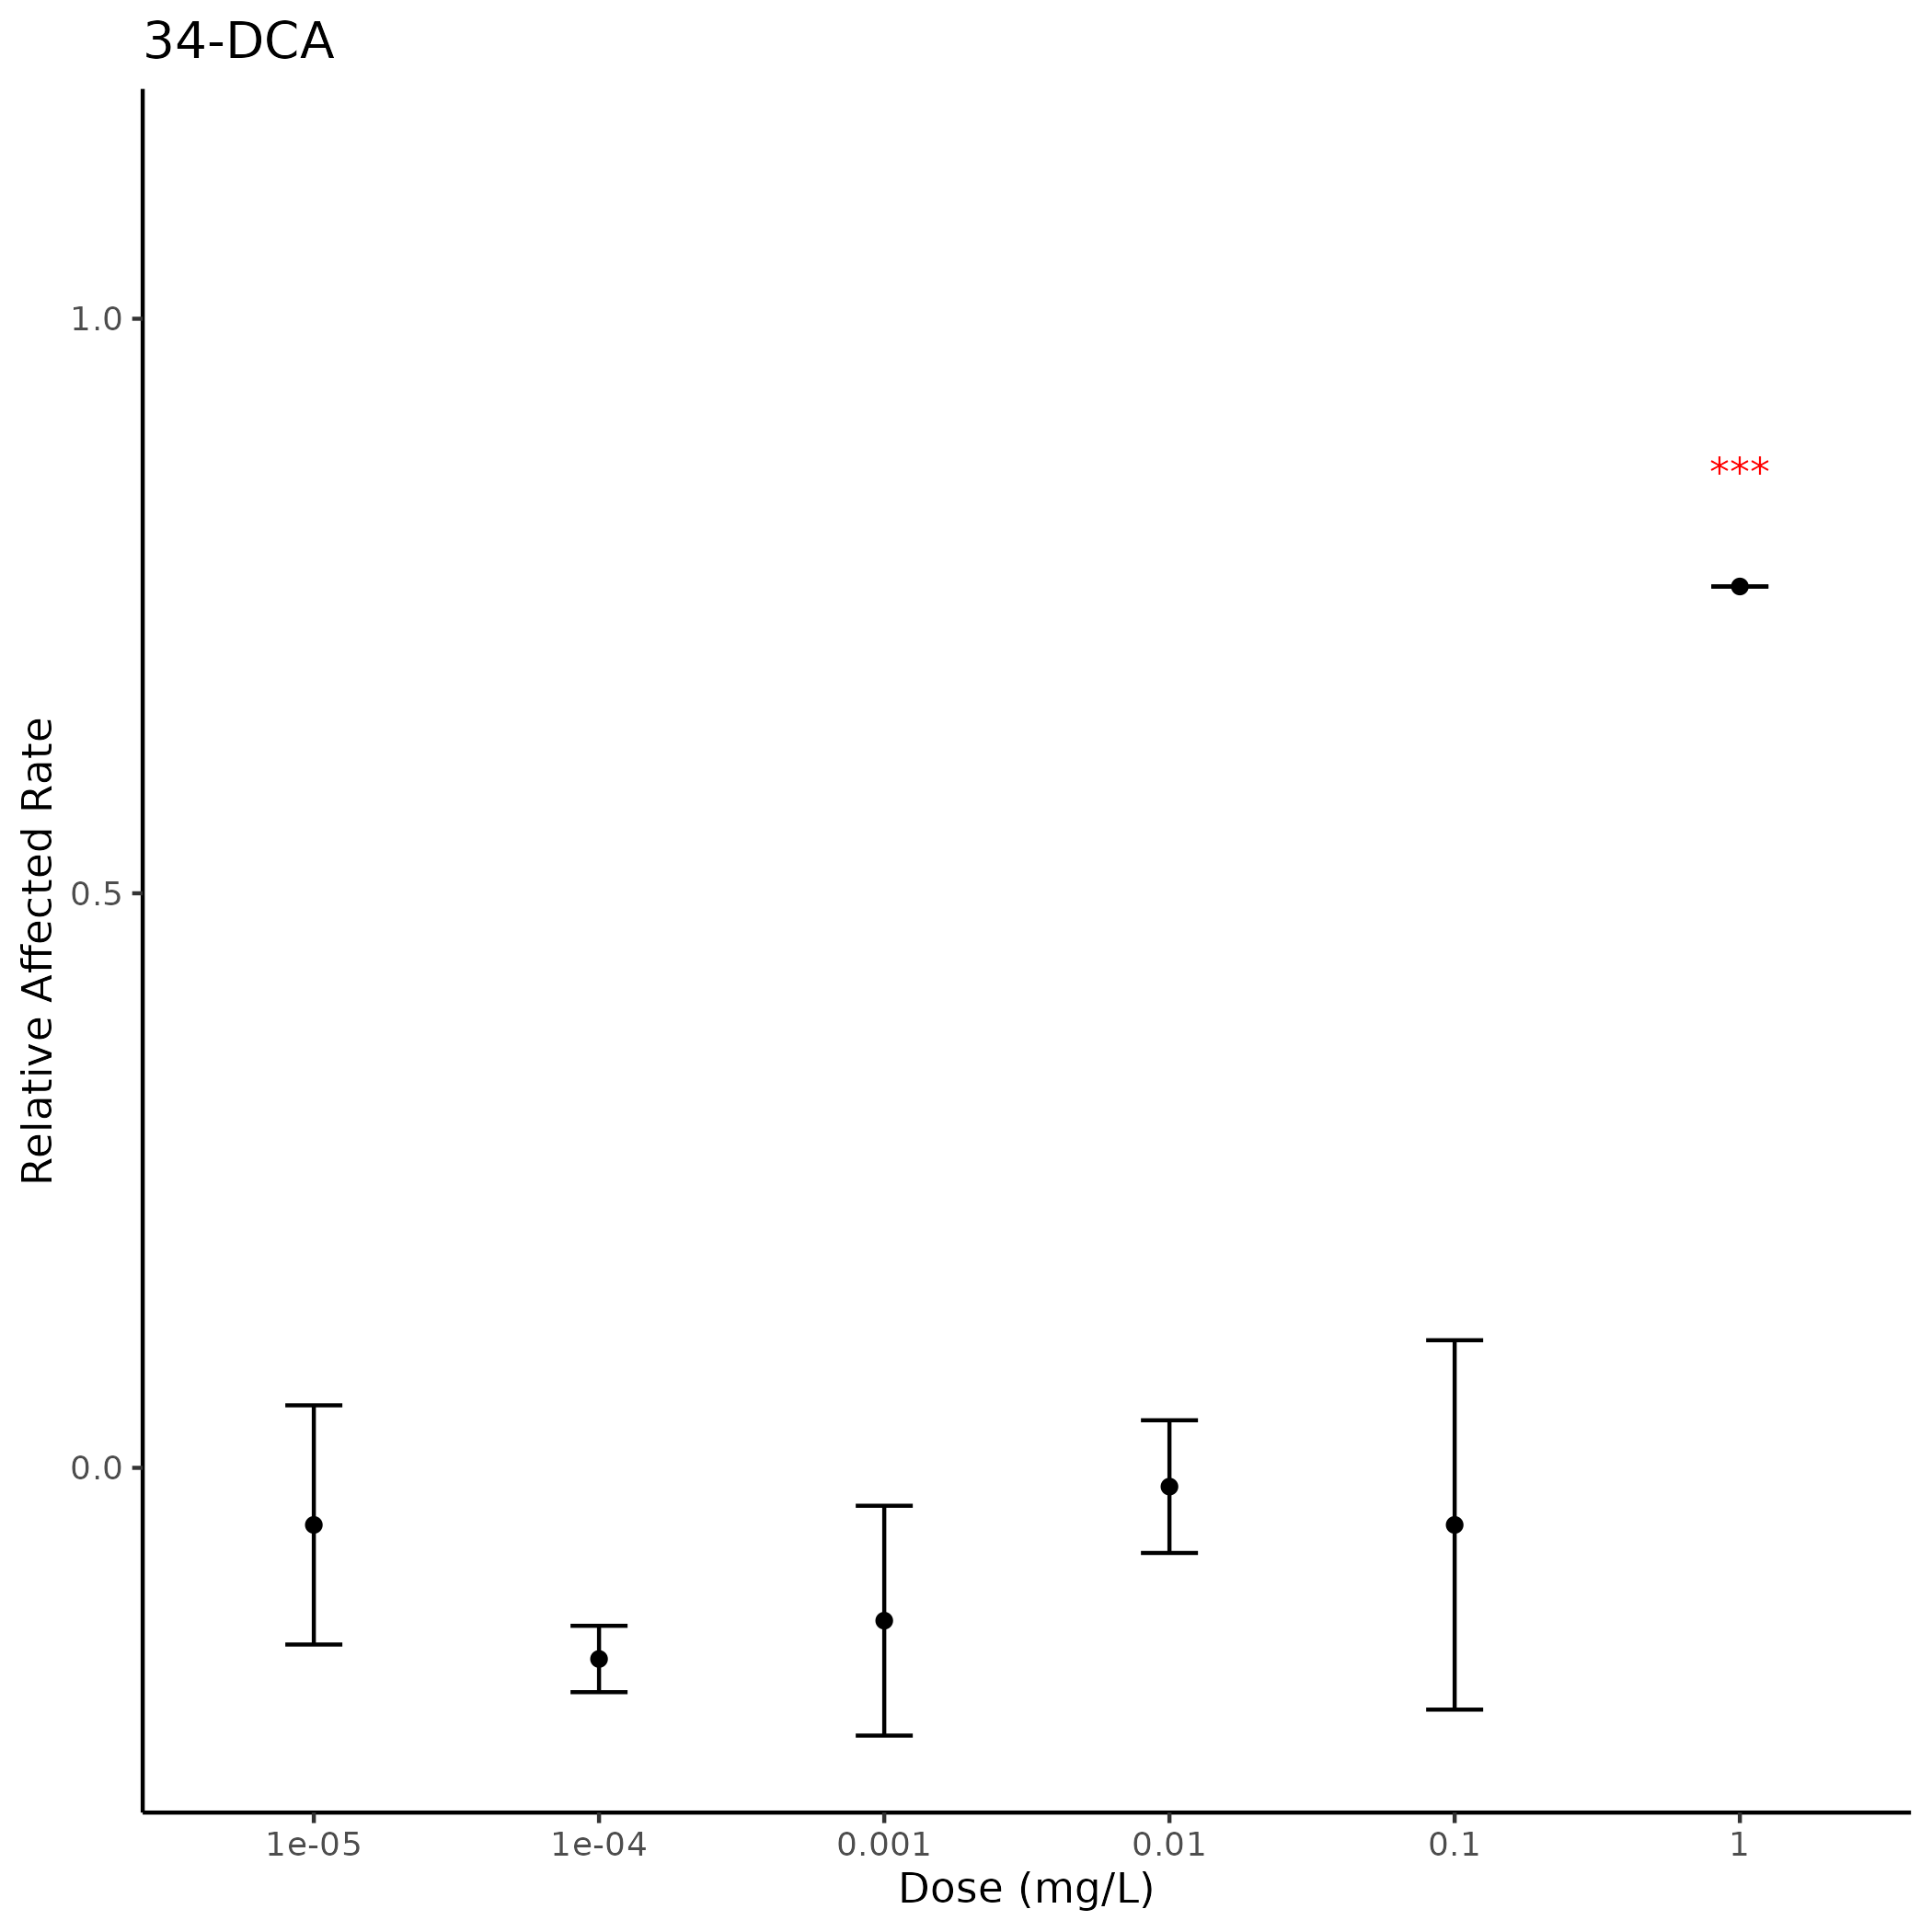 34-DCA
1.0
***
Relative Affected Rate
0.5
0.0
1e-05 1e-04 0.001 0.01 0.1 1
Dose (mg/L)